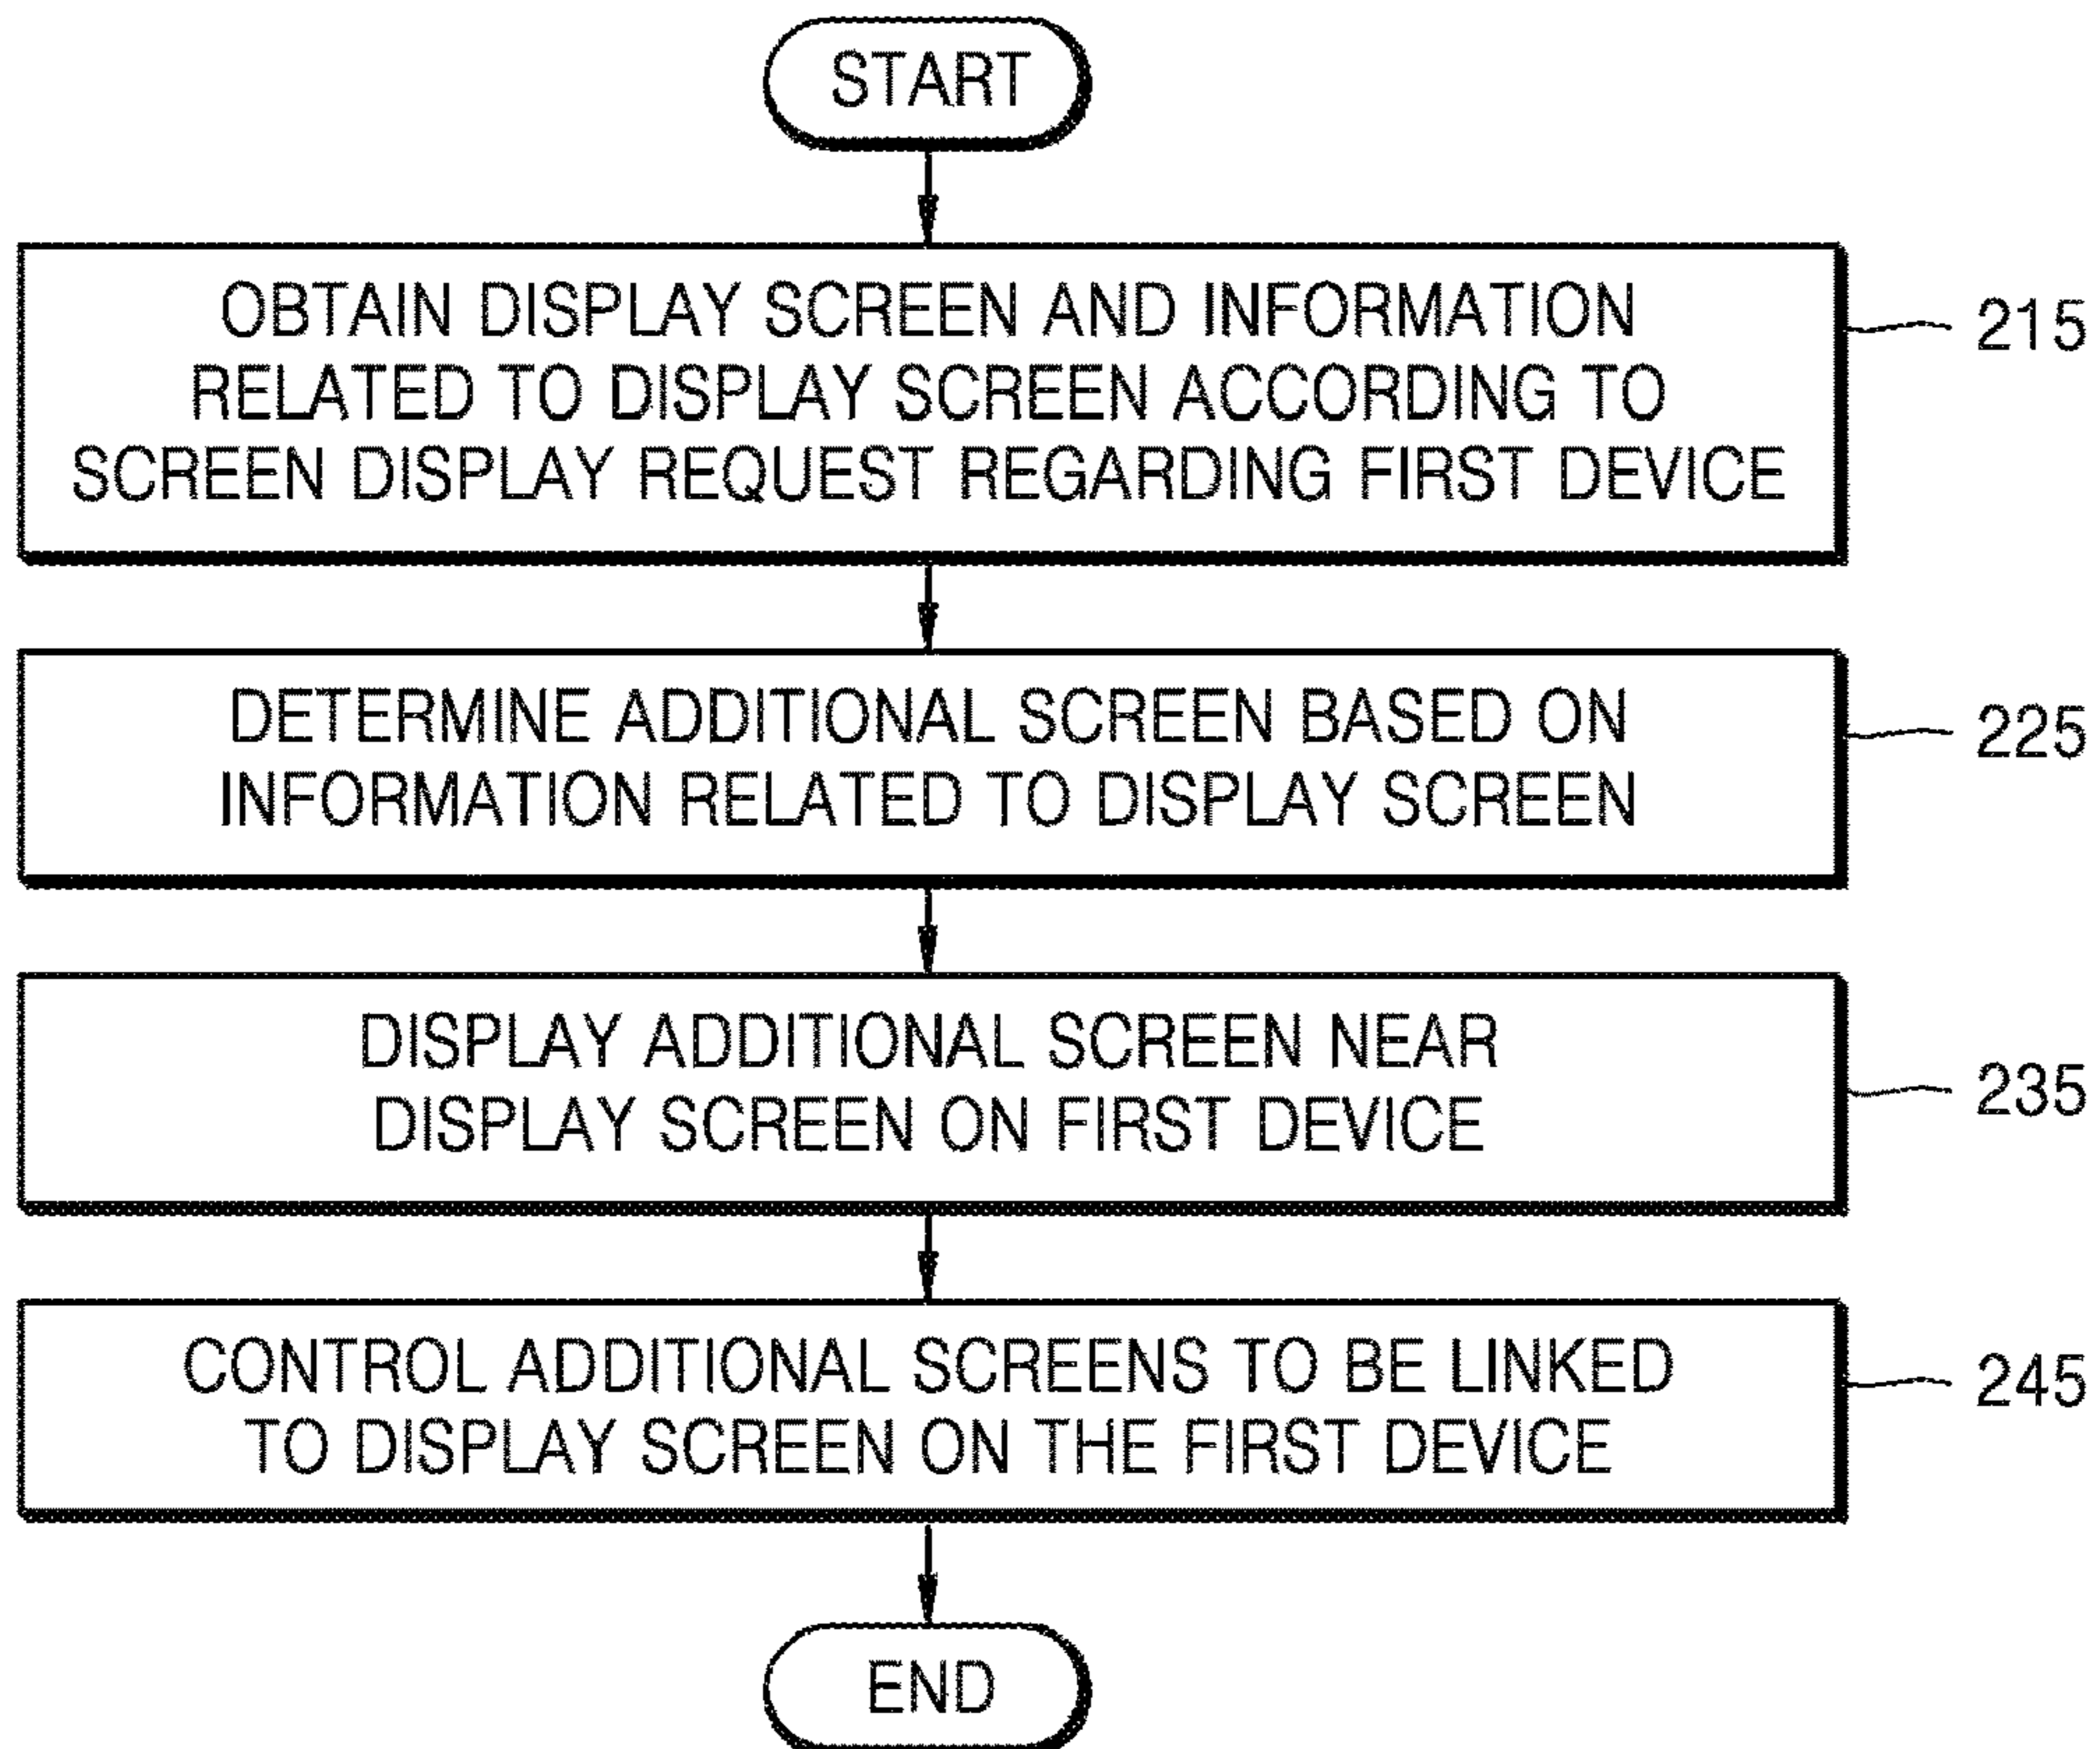 START
OBTAIN DISPLAY SCREEN AND INFORMATION
RELATED TO DISPLAY SCREEN ACCORDING TO
SCREEN DISPLAY REQUEST REGARDING FIRST DEVICE
215
DETERMINE ADDITIONAL SCREEN BASED ON
INFORMATION RELATED TO DISPLAY SCREEN
225
DISPLAY ADDITIONAL SCREEN NEAR
DISPLAY SCREEN ON FIRST DEVICE
235
CONTROL ADDITIONAL SCREENS TO BE LINKED
TO DISPLAY SCREEN ON THE FIRST DEVICE
245
END